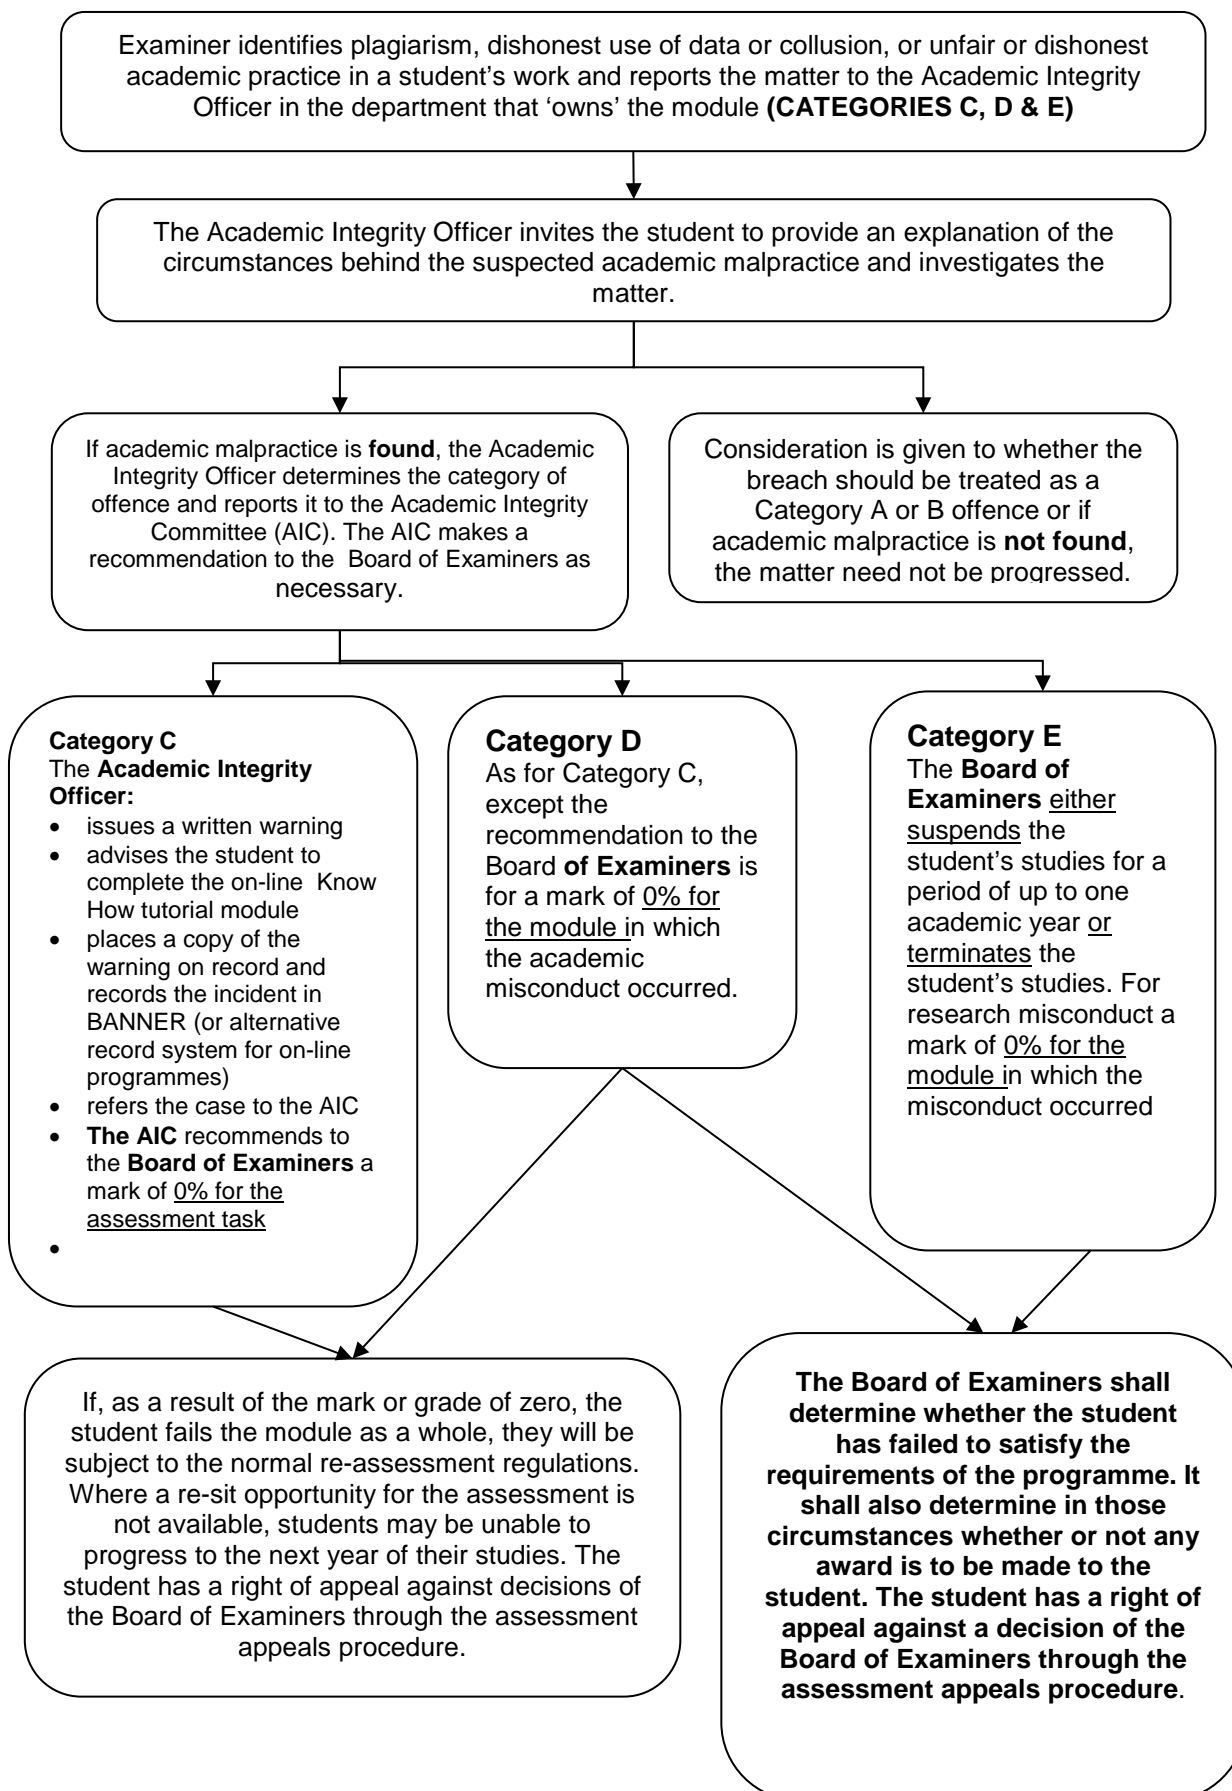 Examiner identifies plagiarism, dishonest use of data or collusion, or unfair or dishonest
academic practice in a student’s work and reports the matter to the Academic Integrity
Officer in the department that ‘owns’ the module (CATEGORIES C, D & E)
The Academic Integrity Officer invites the student to provide an explanation of the
circumstances behind the suspected academic malpractice and investigates the
matter.
If academic malpractice is found, the Academic
Integrity Officer determines the category of
offence and reports it to the Academic Integrity
Committee (AIC). The AIC makes a
recommendation to the Board of Examiners as
necessary.
Consideration is given to whether the
breach should be treated as a
Category A or B offence or if
academic malpractice is not found,
the matter need not be progressed.
Category C
The Academic Integrity
Officer:
• issues a written warning
• advises the student to
complete the on-line Know
How tutorial module
• places a copy of the
warning on record and
records the incident in
BANNER (or alternative
record system for on-line
programmes)
• refers the case to the AIC
• The AIC recommends to
the Board of Examiners a
mark of 0% for the
assessment task
•
Category D
As for Category C,
except the
recommendation to the
Board of Examiners is
for a mark of 0% for
the module in which
the academic
misconduct occurred.
Category E
The Board of
Examiners either
suspends the
student’s studies for a
period of up to one
academic year or
terminates the
student’s studies. For
research misconduct a
mark of 0% for the
module in which the
misconduct occurred
If, as a result of the mark or grade of zero, the
student fails the module as a whole, they will be
subject to the normal re-assessment regulations.
Where a re-sit opportunity for the assessment is
not available, students may be unable to
progress to the next year of their studies. The
student has a right of appeal against decisions of
the Board of Examiners through the assessment
appeals procedure.
The Board of Examiners shall
determine whether the student
has failed to satisfy the
requirements of the programme. It
shall also determine in those
circumstances whether or not any
award is to be made to the
student. The student has a right of
appeal against a decision of the
Board of Examiners through the
assessment appeals procedure.